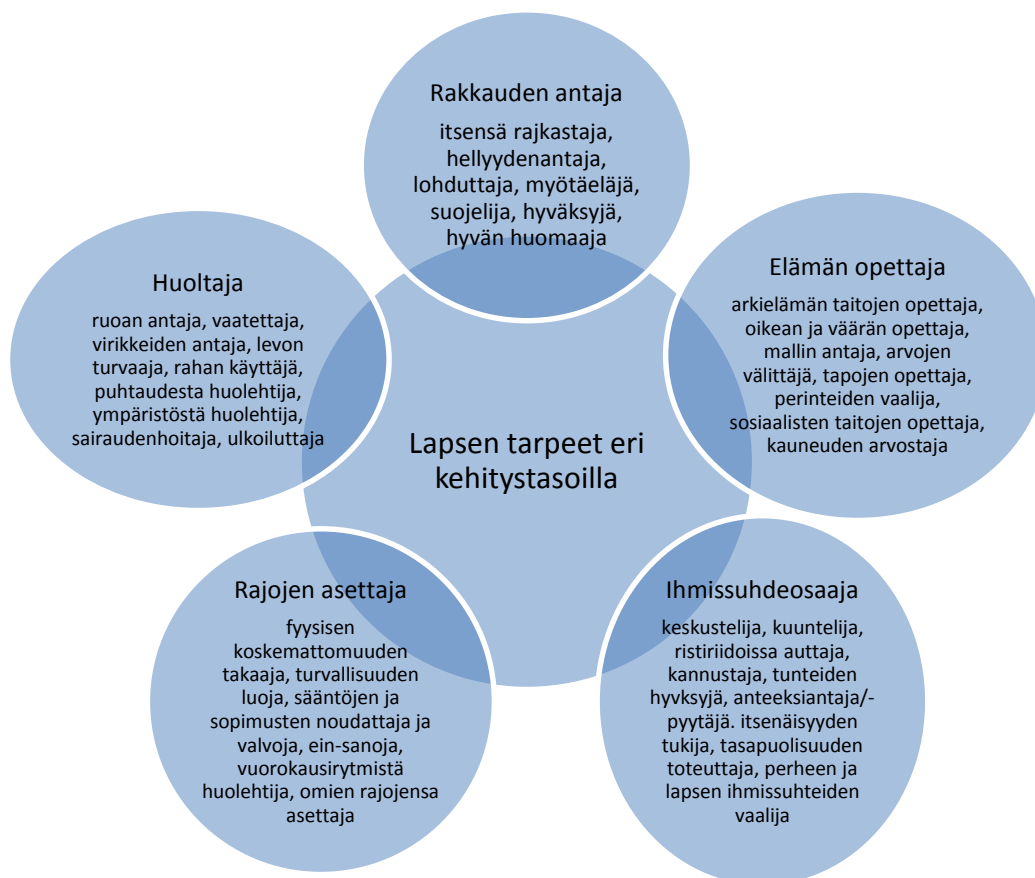 Rakkauden antaja
itsensä rajkastaja,
hellyydenantaja,
lohduttaja, myötäeläjä,
suojelija, hyväksyjä,
hyvän huomaaja
Elämän opettaja
arkielämän taitojen opettaja,
oikean ja väärän opettaja,
mallin antaja, arvojen
välittäjä, tapojen opettaja,
perinteiden vaalija,
sosiaalisten taitojen opettaja,
kauneuden arvostaja
Ihmissuhdeosaaja
keskustelija, kuuntelija,
ristiriidoissa auttaja,
kannustaja, tunteiden
hyvksyjä, anteeksiantaja/-
pyytäjä. itsenäisyyden
tukija, tasapuolisuuden
toteuttaja, perheen ja
lapsen ihmissuhteiden
vaalija
Rajojen asettaja
fyysisen
koskemattomuuden
takaaja, turvallisuuden
luoja, sääntöjen ja
sopimusten noudattaja ja
valvoja, ein-sanoja,
vuorokausirytmistä
huolehtija, omien rajojensa
asettaja
Huoltaja
ruoan antaja, vaatettaja,
virikkeiden antaja, levon
turvaaja, rahan käyttäjä,
puhtaudesta huolehtija,
ympäristöstä huolehtija,
sairaudenhoitaja, ulkoiluttaja
Lapsen tarpeet eri
kehitystasoilla